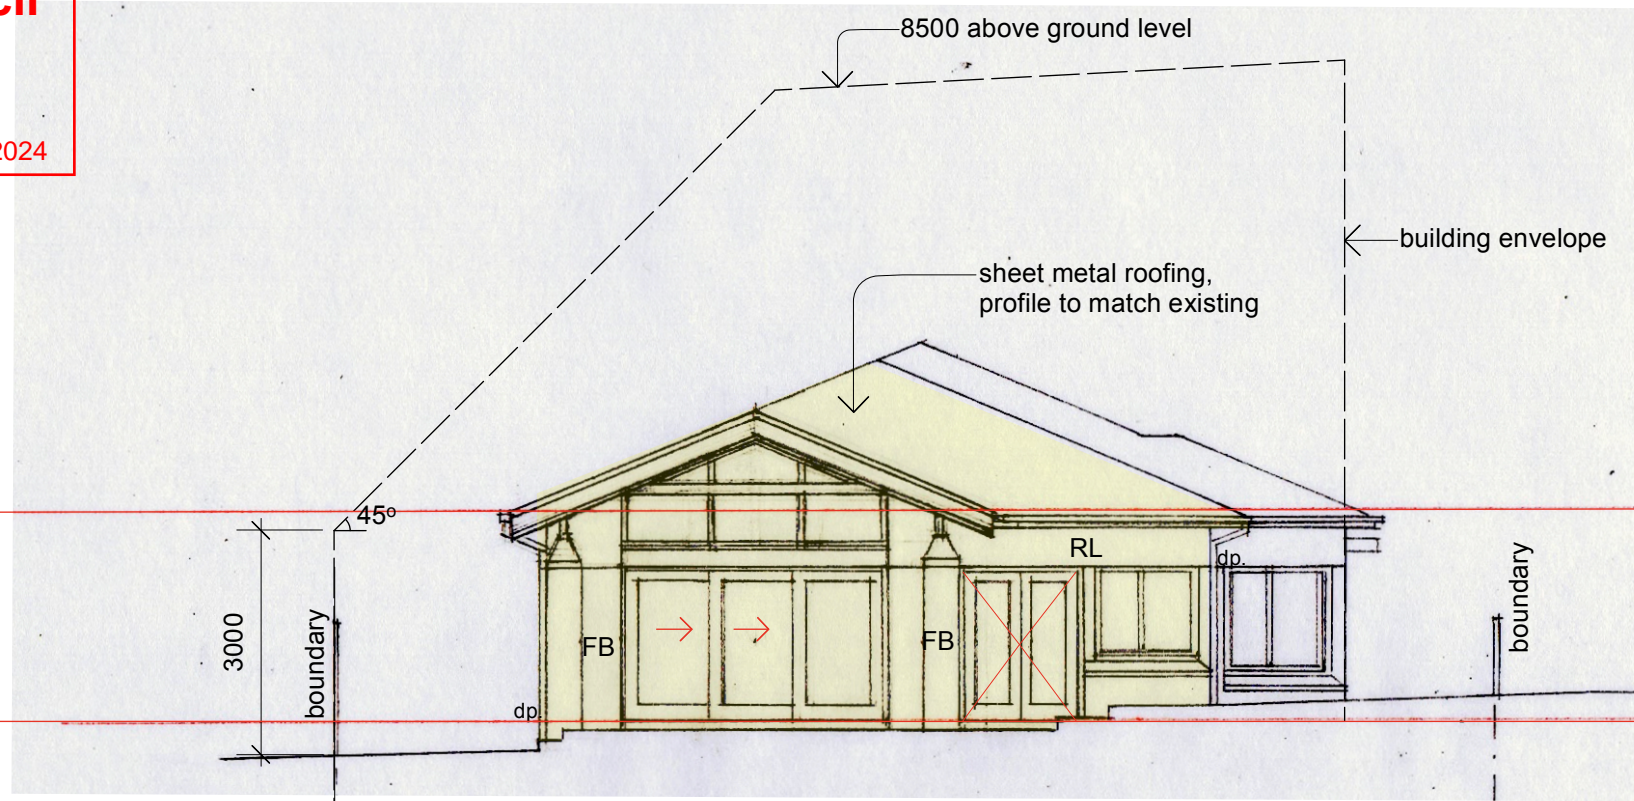 2024
8500 above ground level
building envelope
sheet metal roofing,
profile to match existing
45º
RL
dp.
boundary
boundary
3000
FB
FB
dp.